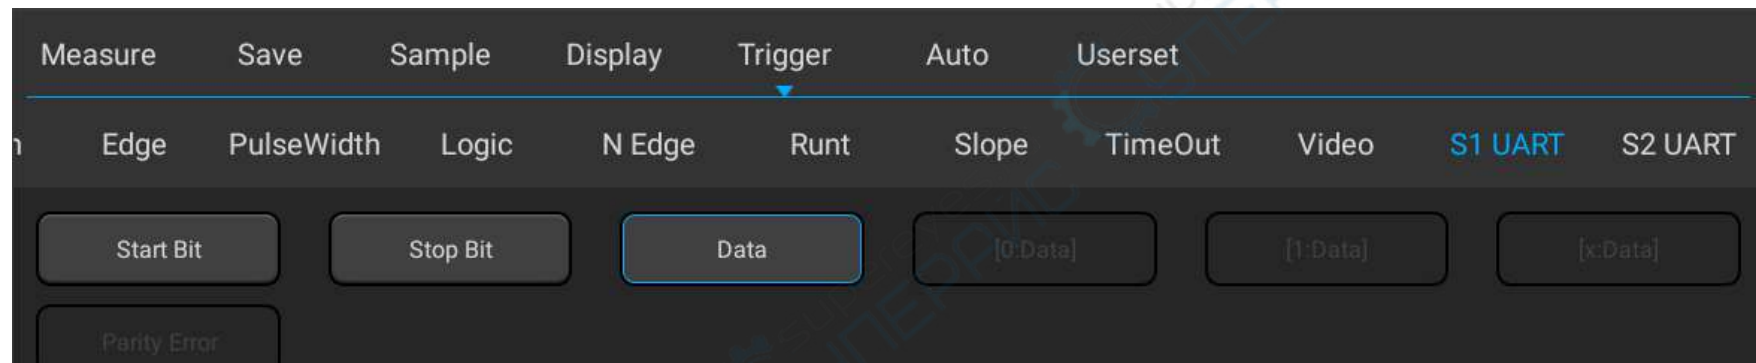 Measure Save Sample Display Trigger Auto Userset
Edge PulseWidth Logic N Edge Runt Slope TimeOut Video S1 UART S2 UART
Start Bit Stop Bit Data [0:Data] [1:Data] [x:Data]
Parity Error